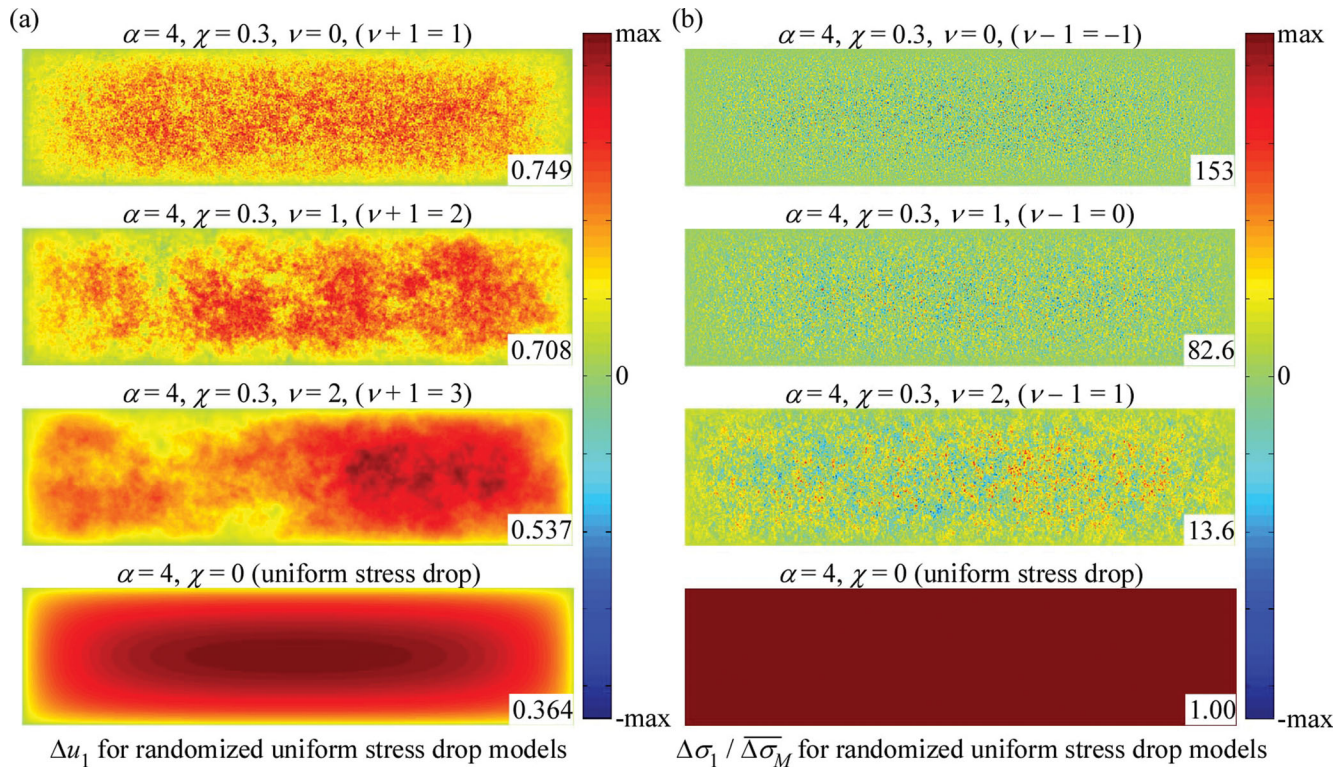 (a)
α = 4, χ = 0.3, ν = 0, (ν + 1 = 1)
0.749
α = 4, χ = 0.3, ν = 1, (ν + 1 = 2)
0.708
α = 4, χ = 0.3, ν = 2, (ν + 1 = 3)
0.537
α = 4, χ = 0 (uniform stress drop)
0.364
max
0
-max
Δu₁ for randomized uniform stress drop models
(b)
α = 4, χ = 0.3, ν = 0, (ν − 1 = −1)
153
α = 4, χ = 0.3, ν = 1, (ν − 1 = 0)
82.6
α = 4, χ = 0.3, ν = 2, (ν − 1 = 1)
13.6
α = 4, χ = 0 (uniform stress drop)
1.00
max
0
-max
Δσ₁ / \overline{Δσ}_M for randomized uniform stress drop models